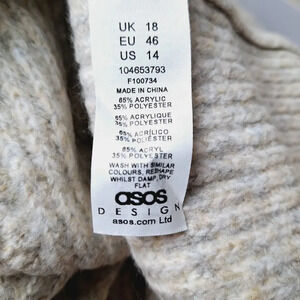 UK 18
EU 46
US 14
104653793
F100734
MADE IN CHINA
65% ACRYLIC
35% POLYESTER
65% ACRYLIQUE
35% POLYESTER
65% ACRÍLICO
35% POLIÉSTER
65% ACRYL
35% POLYESTER
WASH WITH SIMILAR
COLOURS, RESHAPE
WHILST DAMP, DRY
FLAT
asos
DESIGN
asos.com Ltd